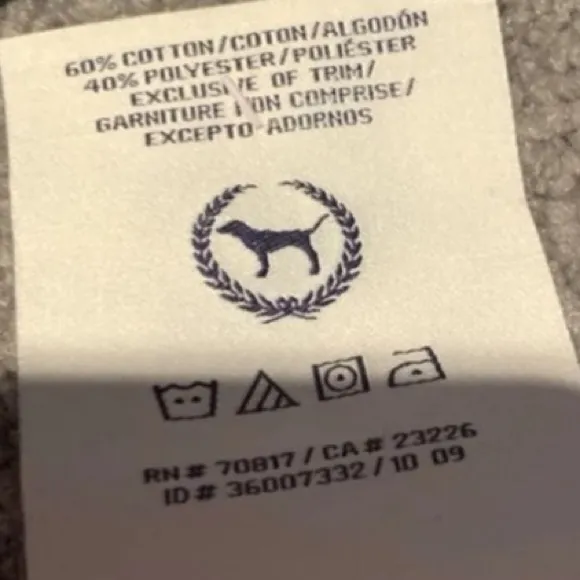 60% COTTON/COTON/ALGODÓN
40% POLYESTER/POLIÉSTER
EXCLUSIVE OF TRIM/
GARNITURE NON COMPRISE/
EXCEPTO ADORNOS
RN# 70817 / CA# 23226
ID# 36007332 / 10 09